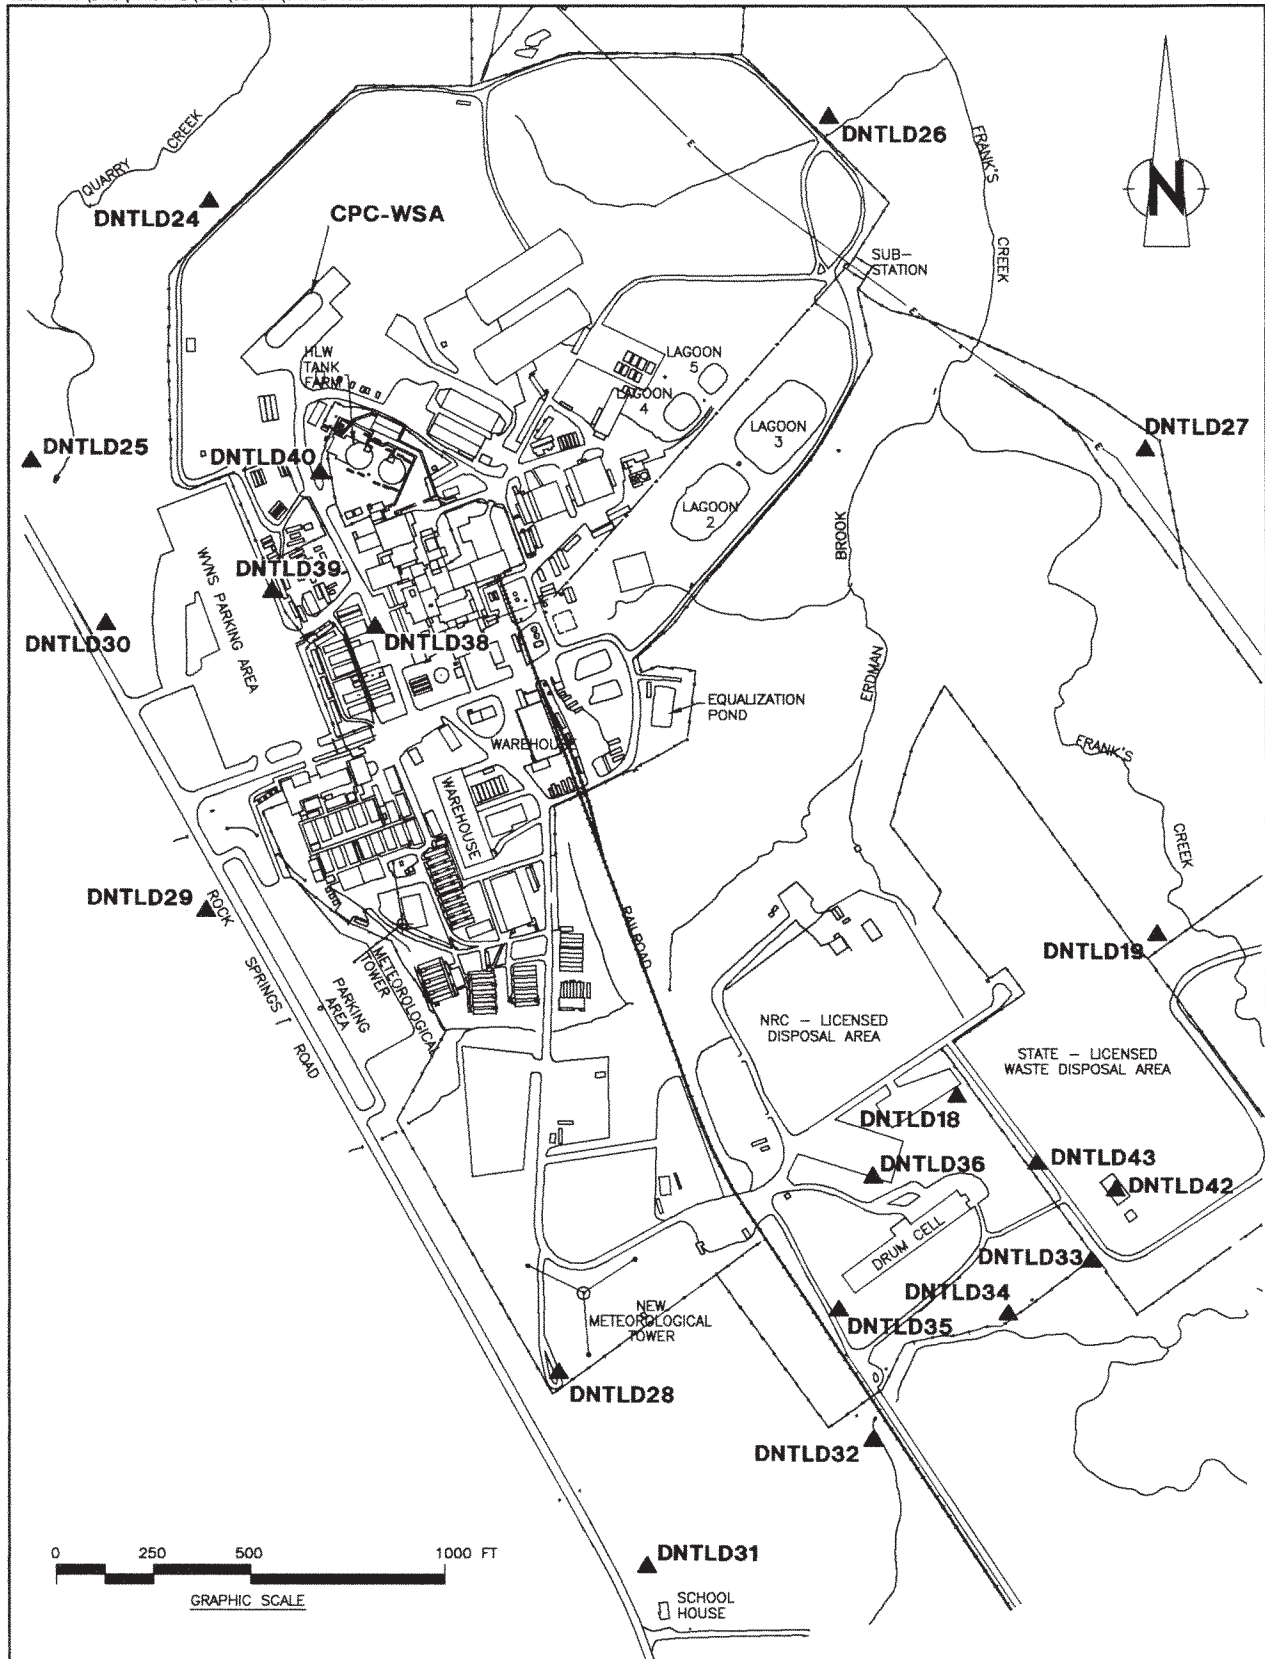 DNTLD26
QUARRY
CREEK
FRANK'S
CREEK
N
DNTLD24
CPC-WSA
SUB-
STATION
E
E
E
HLW
TANK
FARM
LAGOON
5
LAGOON
4
LAGOON
3
LAGOON
2
DNTLD25
DNTLD40
DNTLD27
BROOK
ERDMAN
DNTLD39
DNTLD30
DNTLD38
WVNS PARKING AREA
EQUALIZATION
POND
WAREHOUSE
WAREHOUSE
FRANK'S
CREEK
DNTLD29
ROCK
SPRINGS
ROAD
METEOROLOGICAL
TOWER
PARKING
AREA
RAILROAD
DNTLD19
NRC – LICENSED
DISPOSAL AREA
STATE – LICENSED
WASTE DISPOSAL AREA
DNTLD18
DNTLD36
DNTLD43
DNTLD42
DRUM CELL
DNTLD33
DNTLD34
DNTLD35
NEW
METEOROLOGICAL
TOWER
DNTLD28
DNTLD32
DNTLD31
SCHOOL
HOUSE
0 250 500 1000 FT
GRAPHIC SCALE